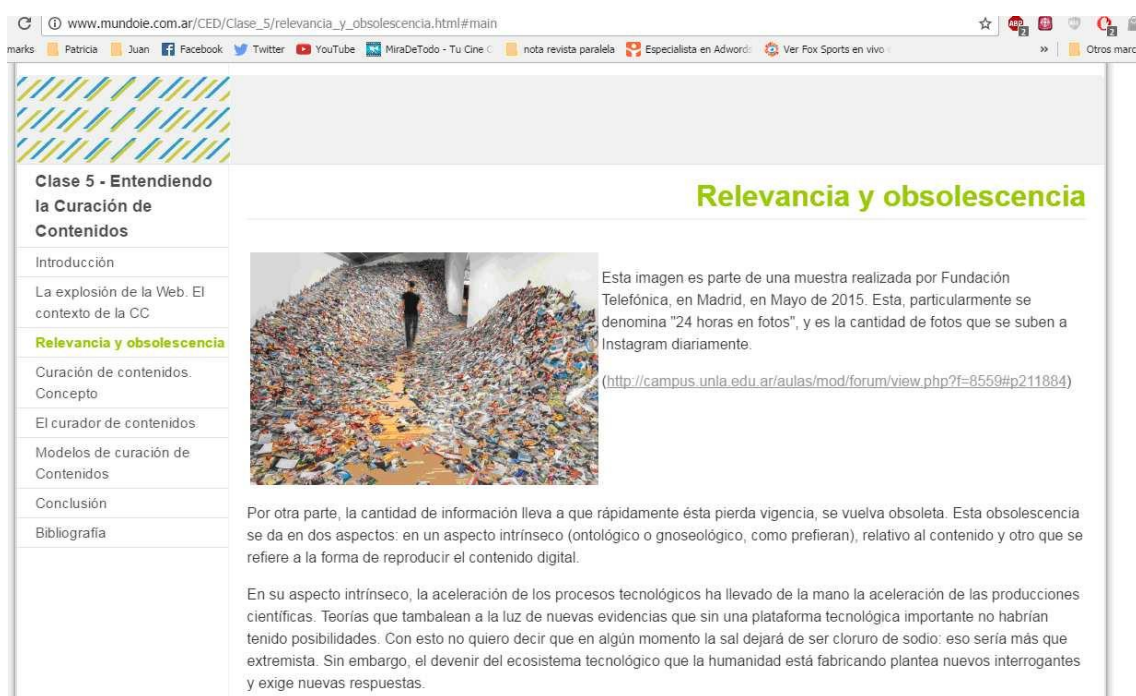 www.mundoie.com.ar/CED/Clase_5/relevancia_y_obsolescencia.html#main
marks Patricia Juan Facebook Twitter YouTube MiraDeTodo - Tu Cine nota revista paralela Especialista en Adword Ver Fox Sports en vivo » Otros marc
Clase 5 - Entendiendo
la Curación de
Contenidos
Introducción
La explosión de la Web. El
contexto de la CC
Relevancia y obsolescencia
Curación de contenidos.
Concepto
El curador de contenidos
Modelos de curación de
Contenidos
Conclusión
Bibliografía
Relevancia y obsolescencia
Esta imagen es parte de una muestra realizada por Fundación
Telefónica, en Madrid, en Mayo de 2015. Esta, particularmente se
denomina "24 horas en fotos", y es la cantidad de fotos que se suben a
Instagram diariamente.
(http://campus.unla.edu.ar/aulas/mod/forum/view.php?f=8559#p211884)
Por otra parte, la cantidad de información lleva a que rápidamente ésta pierda vigencia, se vuelva obsoleta. Esta obsolescencia
se da en dos aspectos: en un aspecto intrínseco (ontológico o gnoseológico, como prefieran), relativo al contenido y otro que se
refiere a la forma de reproducir el contenido digital.
En su aspecto intrínseco, la aceleración de los procesos tecnológicos ha llevado de la mano la aceleración de las producciones
científicas. Teorías que tambalean a la luz de nuevas evidencias que sin una plataforma tecnológica importante no habrían
tenido posibilidades. Con esto no quiero decir que en algún momento la sal dejará de ser cloruro de sodio: eso sería más que
extremista. Sin embargo, el devenir del ecosistema tecnológico que la humanidad está fabricando plantea nuevos interrogantes
y exige nuevas respuestas.